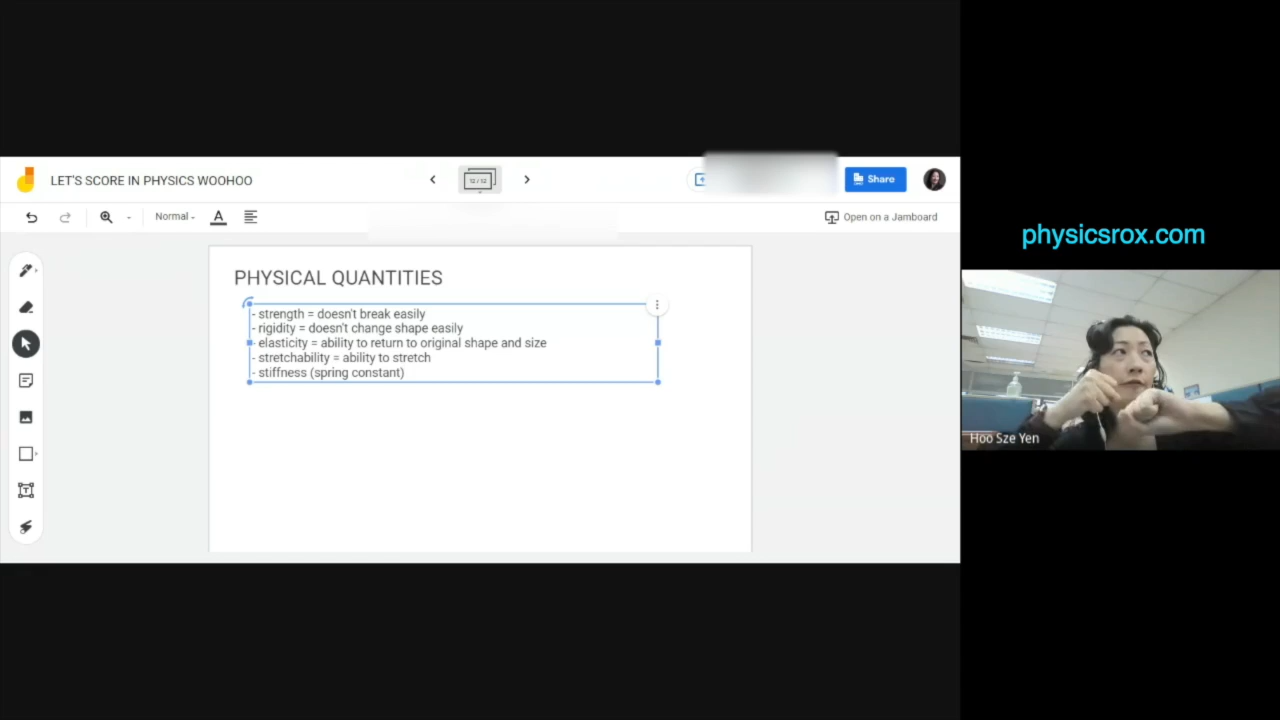 LET'S SCORE IN PHYSICS WOOHOO
12 / 12
Share
Normal
A
Open on a Jamboard
PHYSICAL QUANTITIES
- strength = doesn't break easily
- rigidity = doesn't change shape easily
- elasticity = ability to return to original shape and size
- stretchability = ability to stretch
- stiffness (spring constant)
physicsrox.com
Hoo Sze Yen